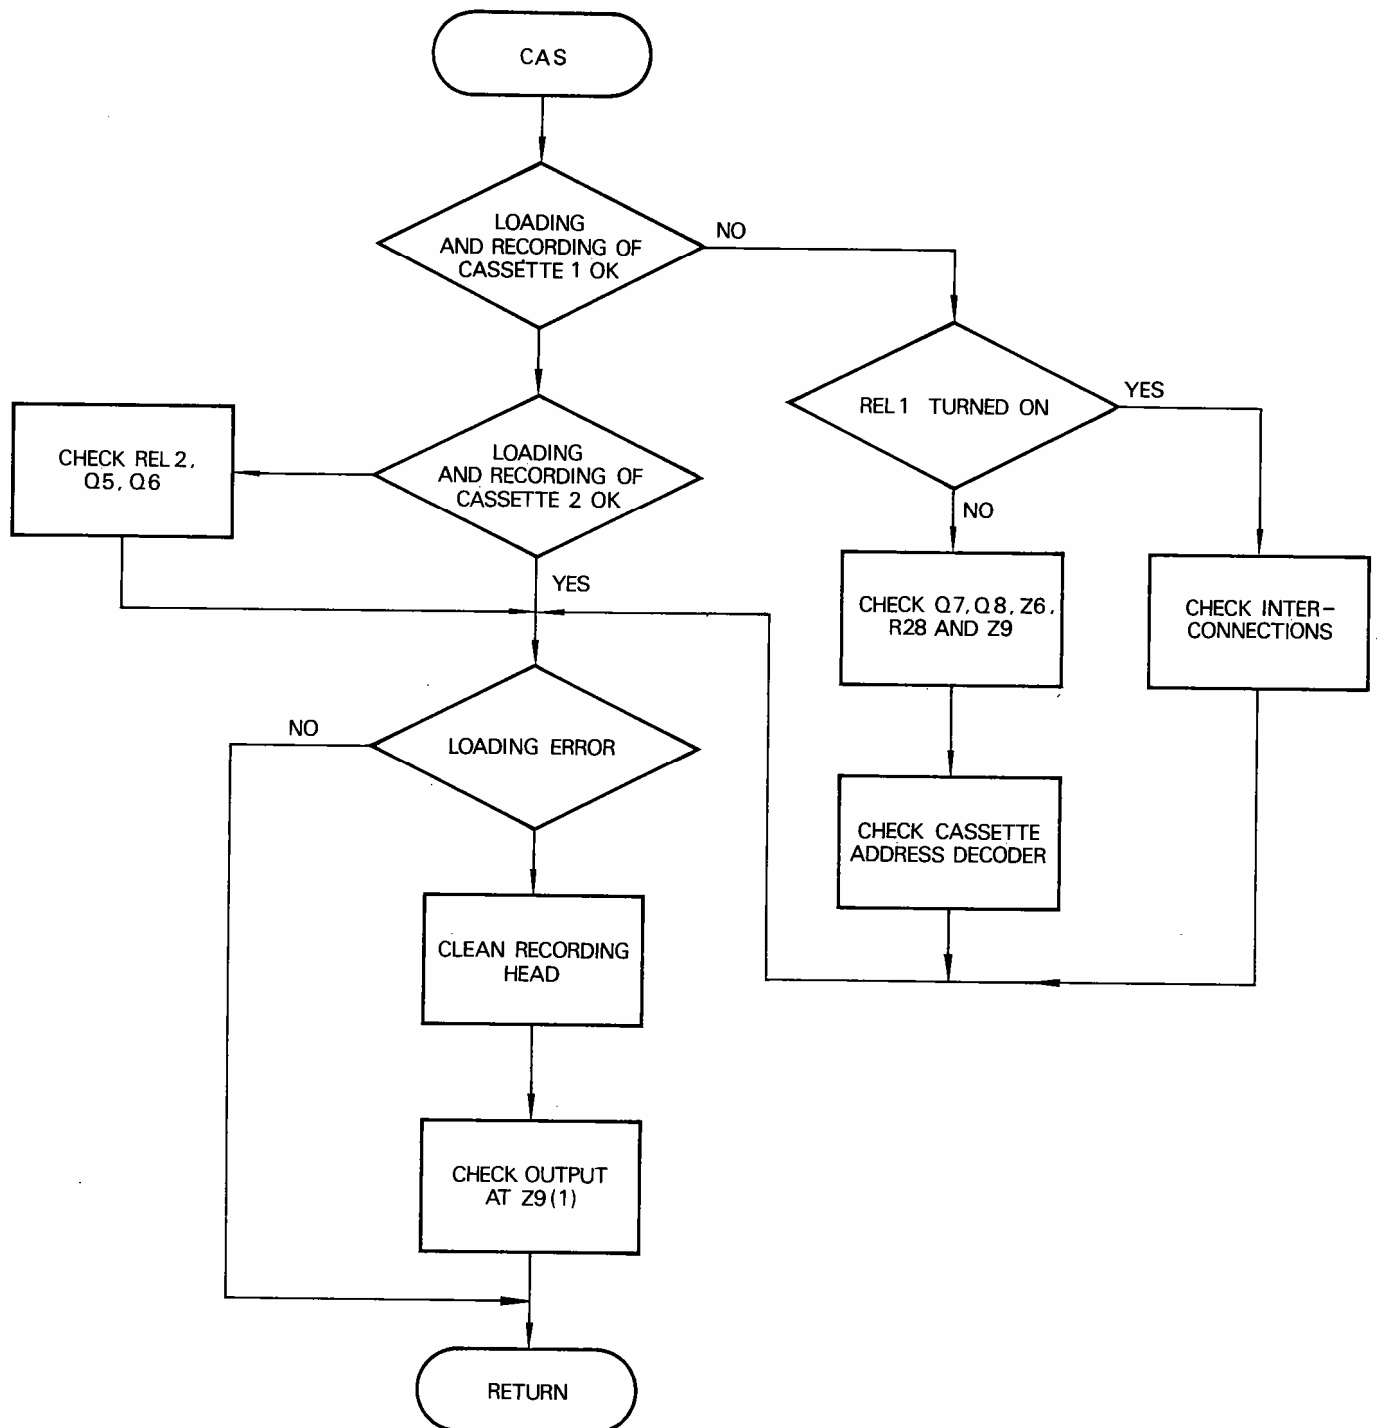 CAS
LOADING
AND RECORDING OF
CASSETTE 1 OK
NO
REL 1 TURNED ON
YES
LOADING
AND RECORDING OF
CASSETTE 2 OK
CHECK REL 2,
Q5, Q6
NO
YES
CHECK Q7, Q8, Z6,
R28 AND Z9
CHECK INTER-
CONNECTIONS
NO
LOADING ERROR
CHECK CASSETTE
ADDRESS DECODER
CLEAN RECORDING
HEAD
CHECK OUTPUT
AT Z9(1)
RETURN